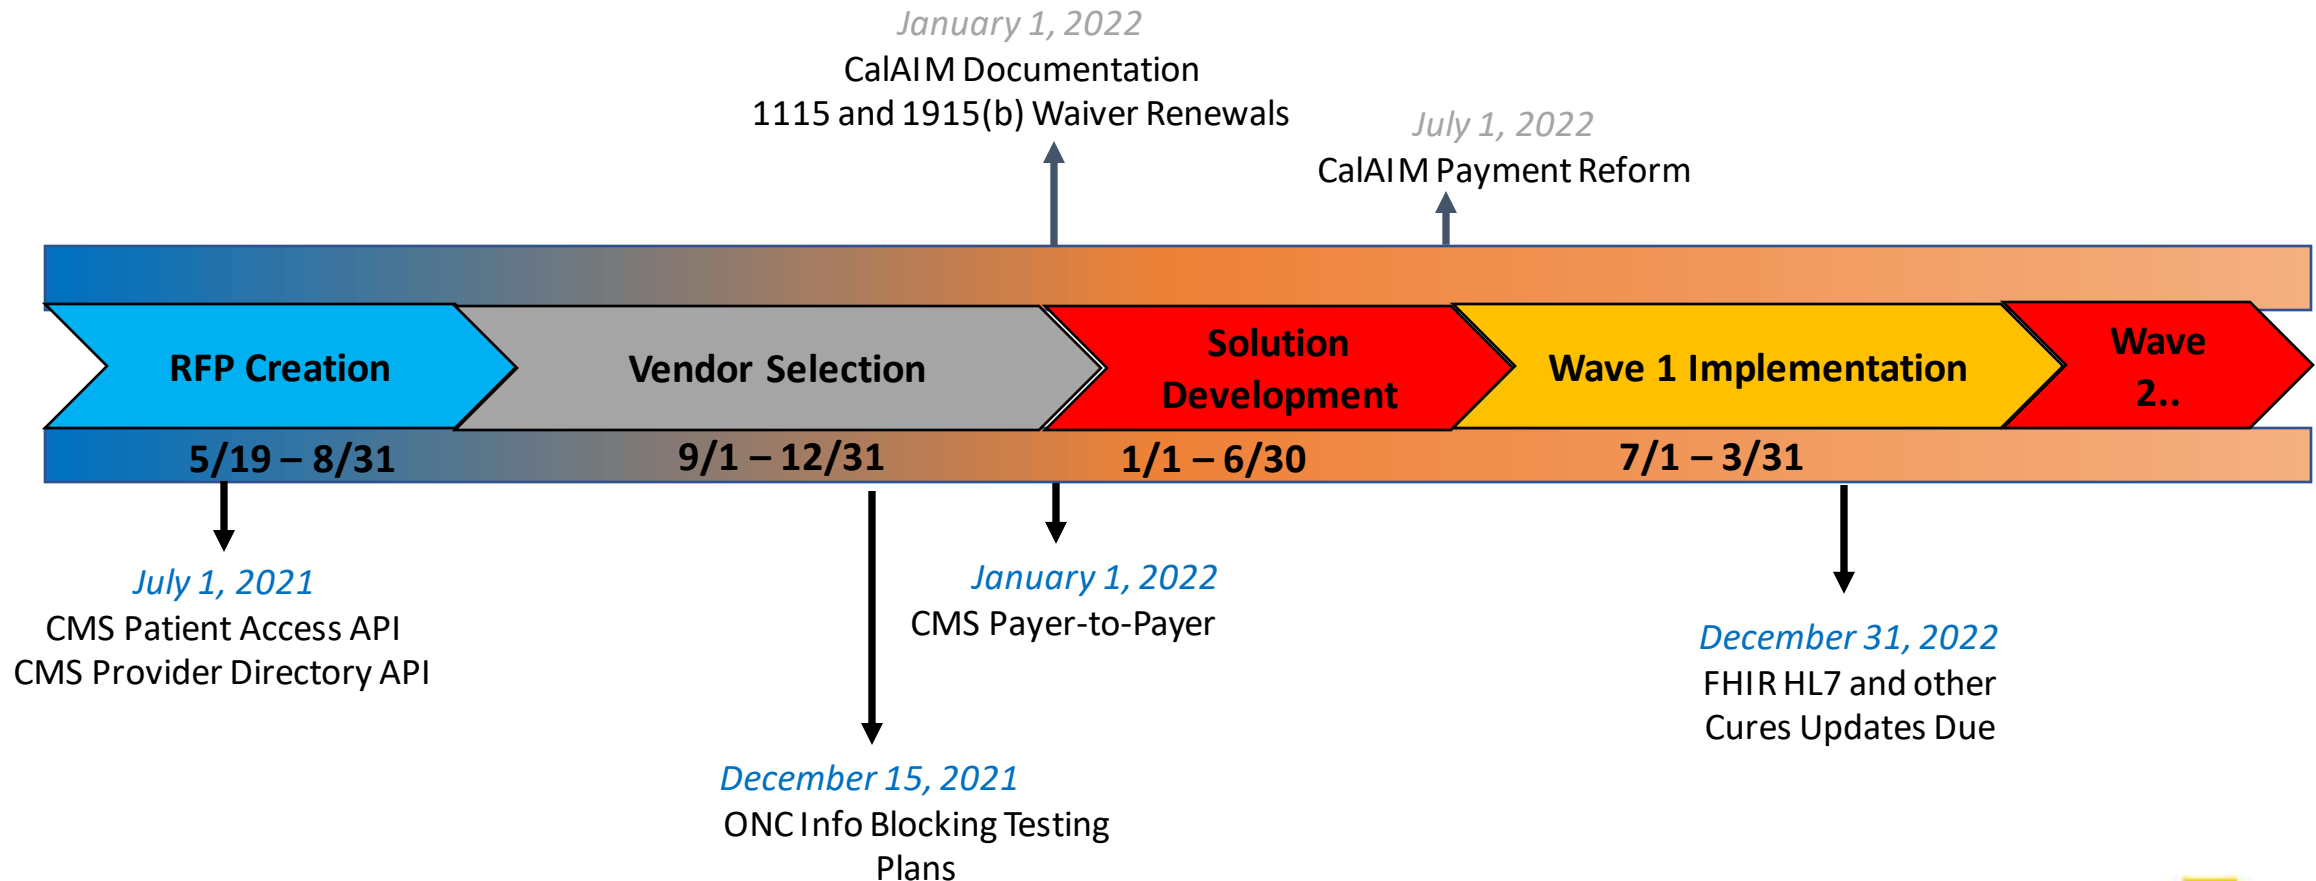 January 1, 2022
CalAIM Documentation
1115 and 1915(b) Waiver Renewals
July 1, 2022
CalAIM Payment Reform
RFP Creation
Vendor Selection
Solution
Development
Wave 1 Implementation
Wave
2..
5/19 – 8/31
9/1 – 12/31
1/1 – 6/30
7/1 – 3/31
July 1, 2021
CMS Patient Access API
CMS Provider Directory API
December 15, 2021
ONC Info Blocking Testing
Plans
January 1, 2022
CMS Payer-to-Payer
December 31, 2022
FHIR HL7 and other
Cures Updates Due